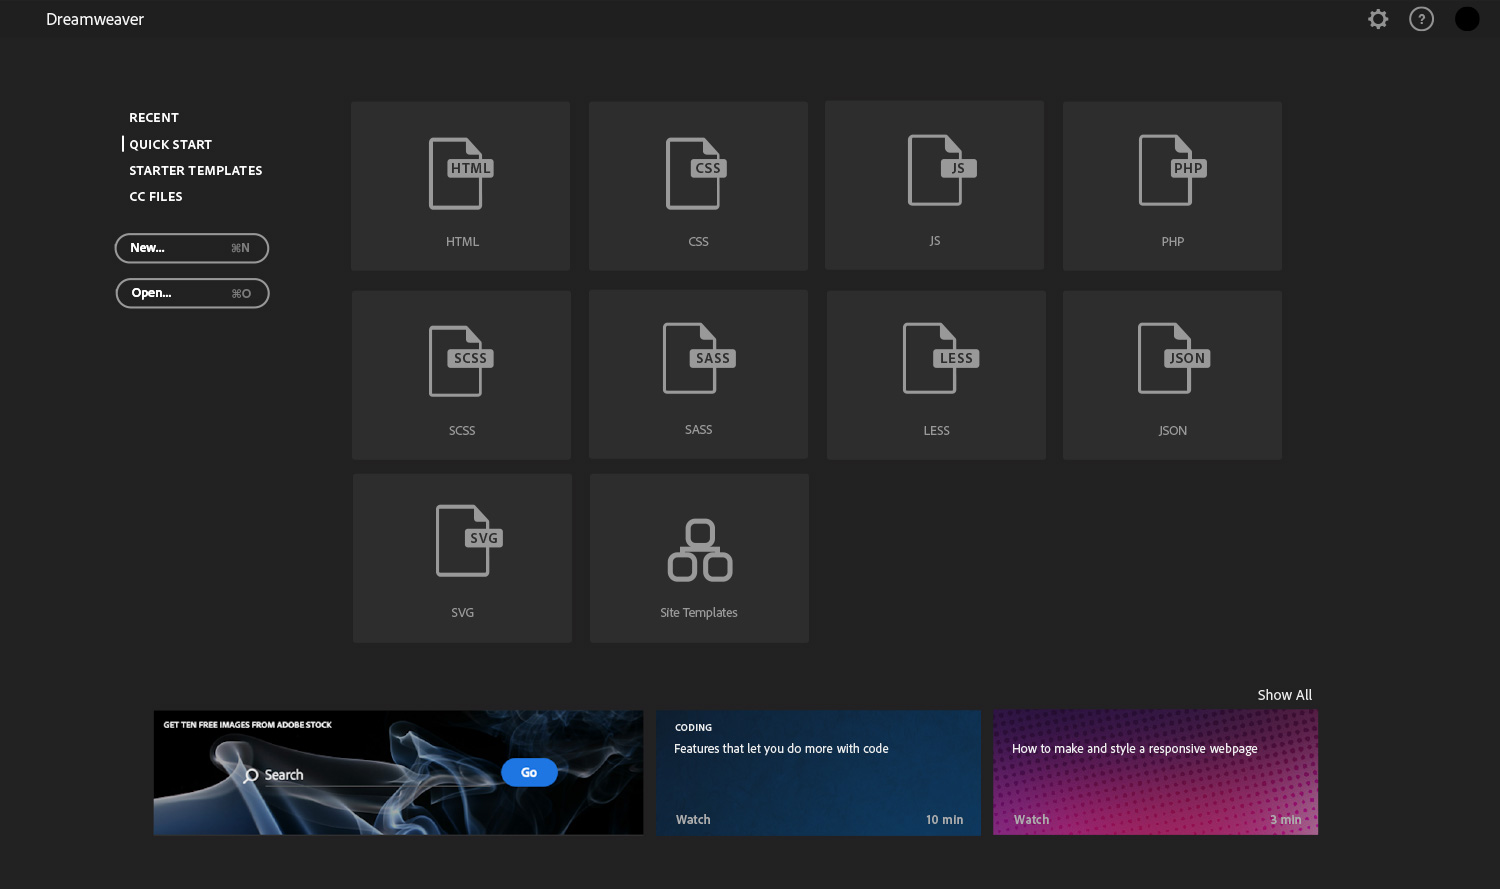 Dreamweaver
?
RECENT
QUICK START
STARTER TEMPLATES
CC FILES
New... ⌘N
Open... ⌘O
HTML
HTML
CSS
CSS
JS
JS
PHP
PHP
SCSS
SCSS
SASS
SASS
LESS
LESS
JSON
JSON
SVG
SVG
Site Templates
Show All
GET TEN FREE IMAGES FROM ADOBE STOCK
Search
Go
CODING
Features that let you do more with code
Watch 10 min
How to make and style a responsive webpage
Watch 3 min